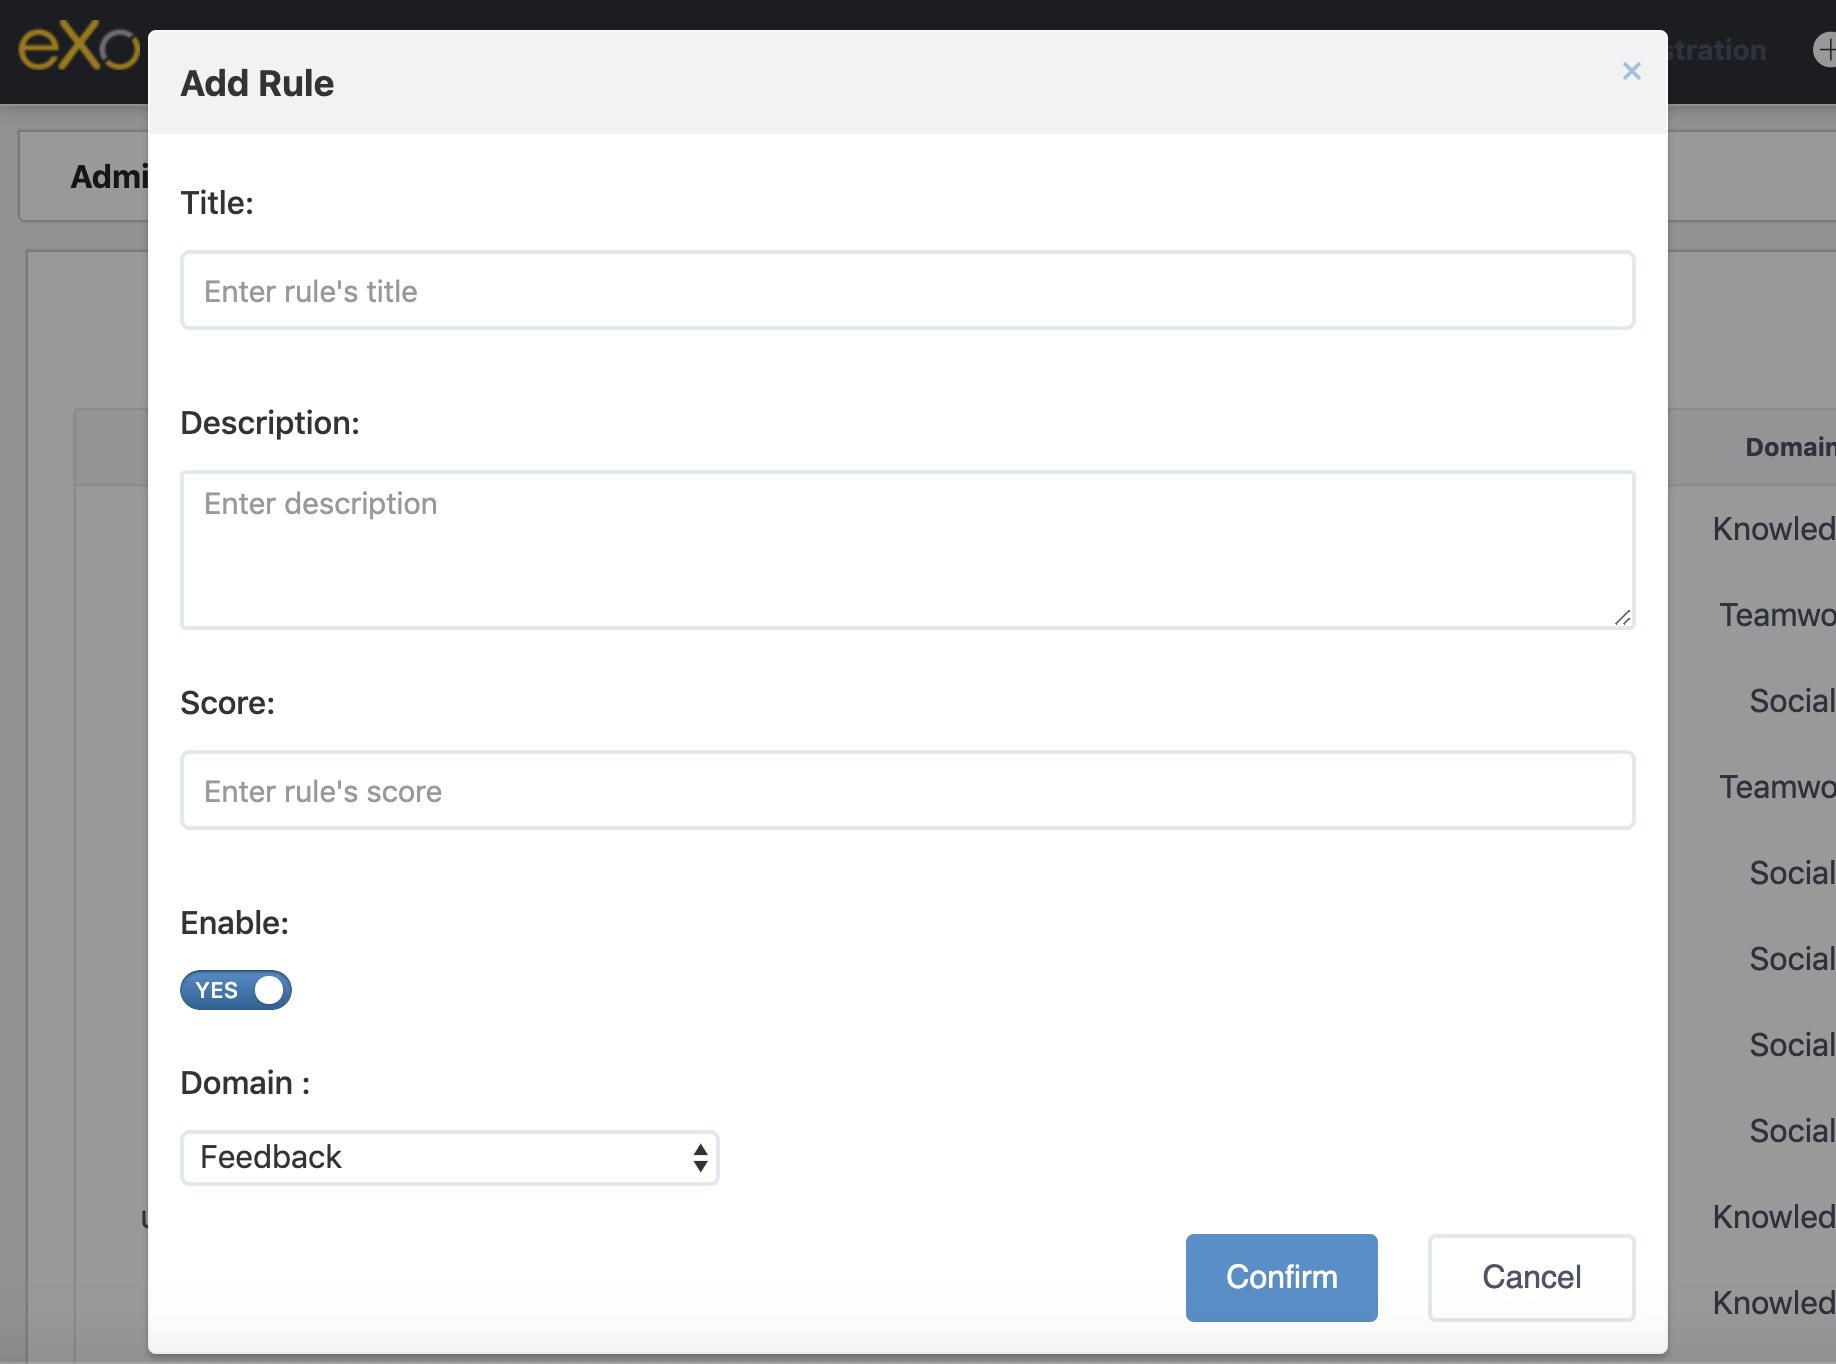 eXo
Add Rule
×
Title:
Enter rule's title
Description:
Enter description
Score:
Enter rule's score
Enable:
YES
Domain :
Feedback
Confirm
Cancel
stration
Admi
Domain
Knowled
Teamwo
Social
Teamwo
Social
Social
Social
Social
Knowled
Knowled